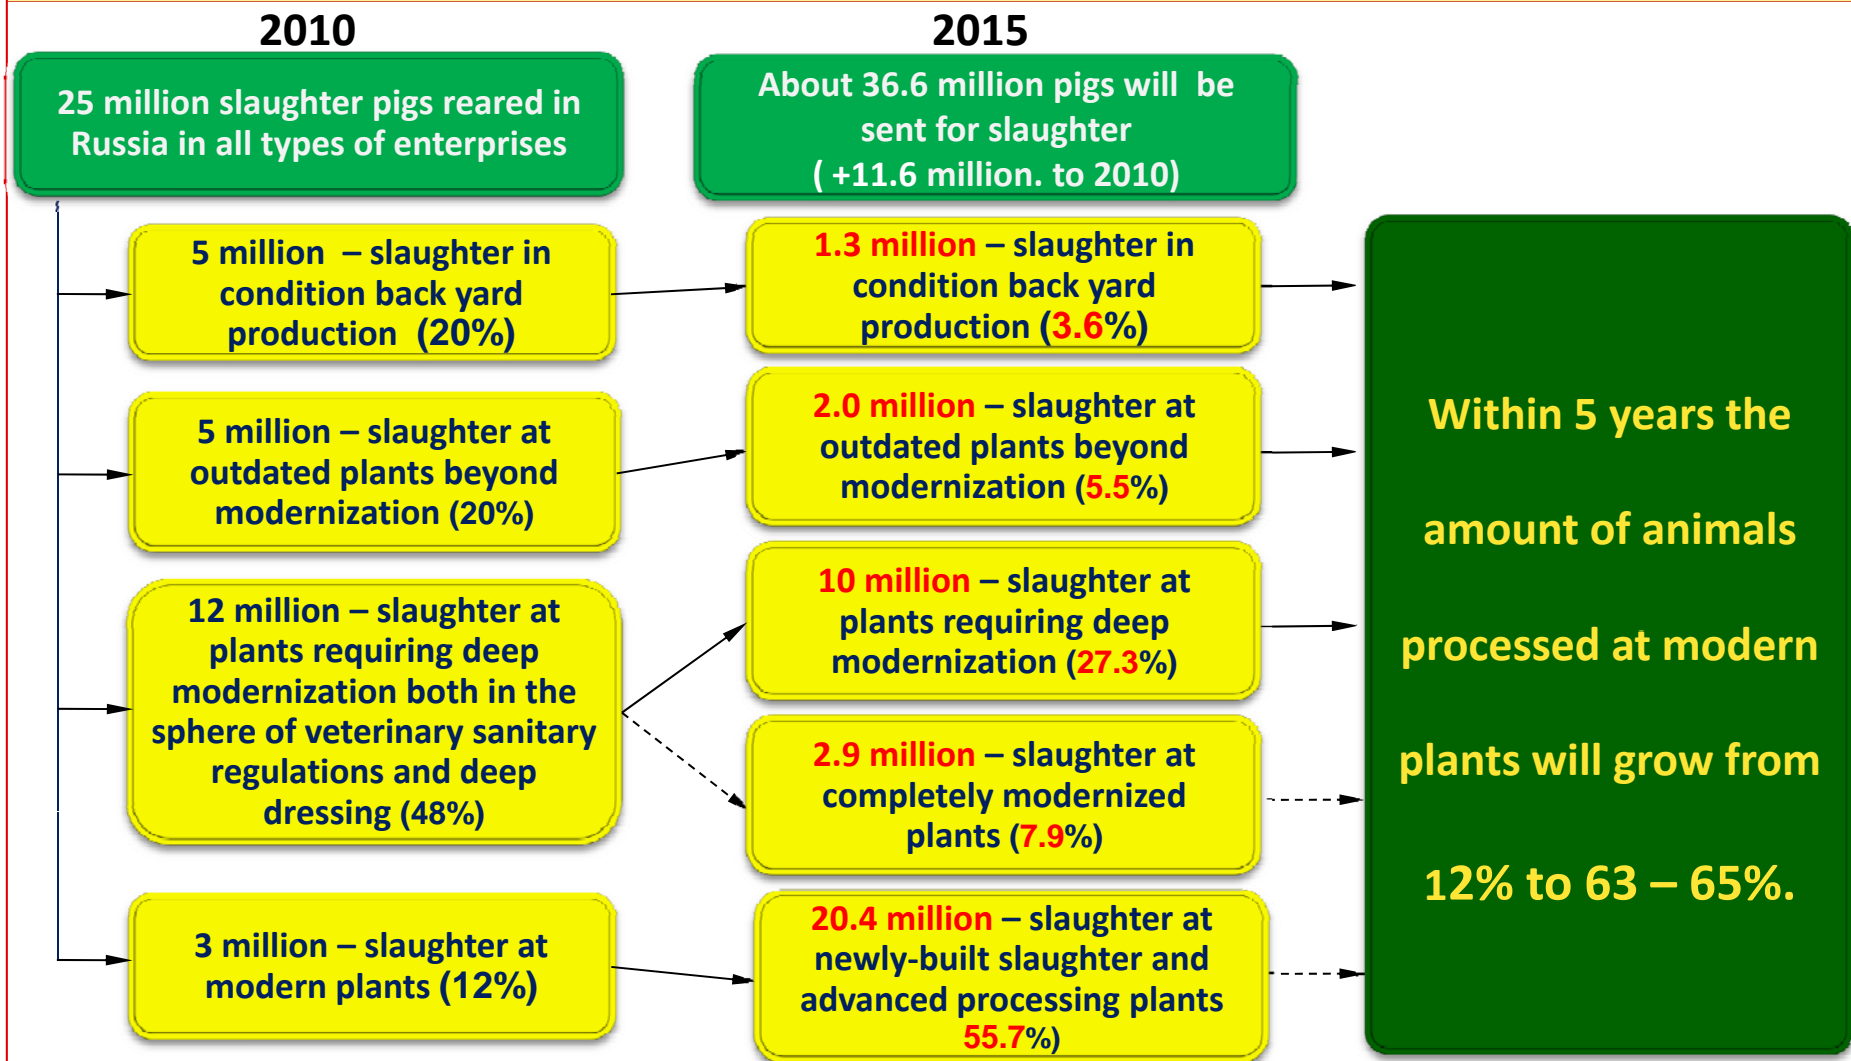 2010
25 million slaughter pigs reared in
Russia in all types of enterprises
5 million – slaughter in
condition back yard
production (20%)
5 million – slaughter at
outdated plants beyond
modernization (20%)
12 million – slaughter at
plants requiring deep
modernization both in the
sphere of veterinary sanitary
regulations and deep
dressing (48%)
3 million – slaughter at
modern plants (12%)
2015
About 36.6 million pigs will be
sent for slaughter
( +11.6 million. to 2010)
1.3 million – slaughter in
condition back yard
production (3.6%)
2.0 million – slaughter at
outdated plants beyond
modernization (5.5%)
10 million – slaughter at
plants requiring deep
modernization (27.3%)
2.9 million – slaughter at
completely modernized
plants (7.9%)
20.4 million – slaughter at
newly-built slaughter and
advanced processing plants
55.7%)
Within 5 years the
amount of animals
processed at modern
plants will grow from
12% to 63 – 65%.